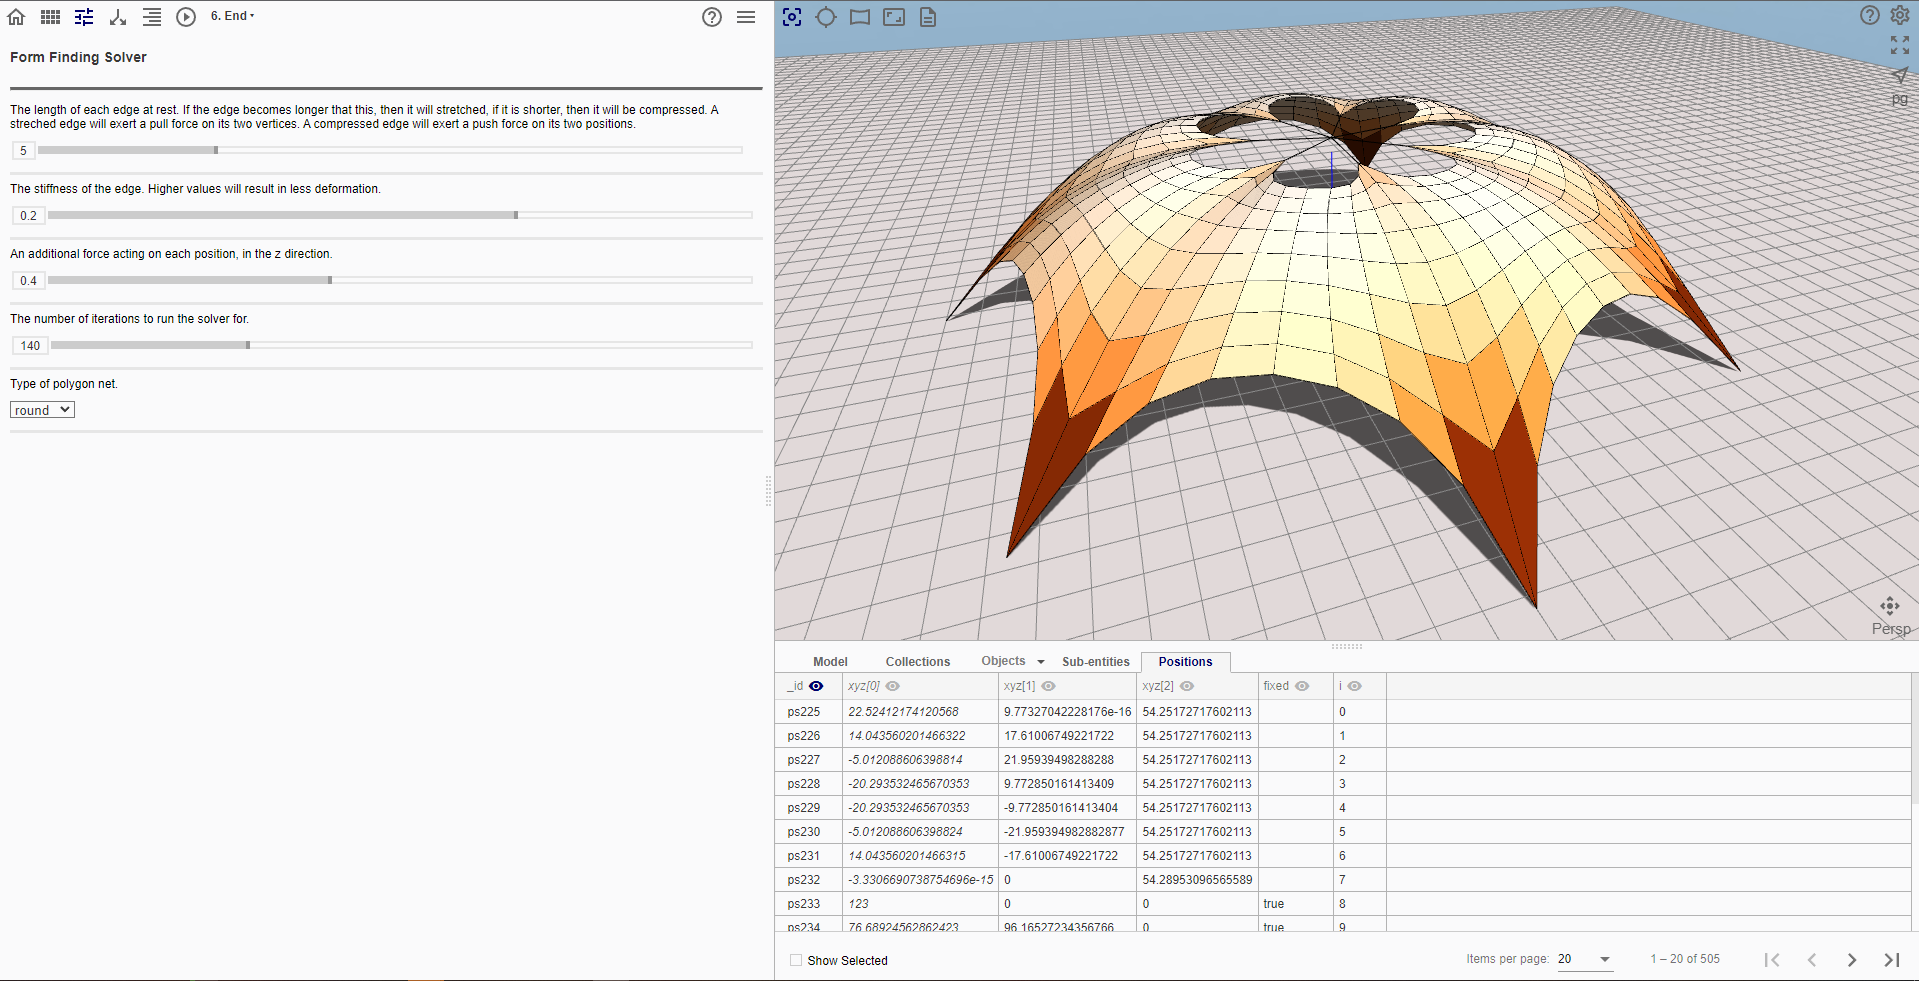 6. End
Form Finding Solver
The length of each edge at rest. If the edge becomes longer that this, then it will stretched, if it is shorter, then it will be compressed. A
streched edge will exert a pull force on its two vertices. A compressed edge will exert a push force on its two positions.
5
The stiffness of the edge. Higher values will result in less deformation.
0.2
An additional force acting on each position, in the z direction.
0.4
The number of iterations to run the solver for.
140
Type of polygon net.
round
pg
Persp
Model Collections Objects Sub-entities Positions
_id xyz[0] xyz[1] xyz[2] fixed i
ps225 22.52412174120568 9.77327042228176e-16 54.25172717602113 0
ps226 14.043560201466322 17.61006749221722 54.25172717602113 1
ps227 -5.012088606398814 21.95939498288288 54.25172717602113 2
ps228 -20.293532465670353 9.772850161413409 54.25172717602113 3
ps229 -20.293532465670353 -9.772850161413404 54.25172717602113 4
ps230 -5.012088606398824 -21.959394982882877 54.25172717602113 5
ps231 14.043560201466315 -17.61006749221722 54.25172717602113 6
ps232 -3.3306690738754696e-15 0 54.28953096565589 7
ps233 123 0 0 true 8
ps234 76.68924562862423 96.16527234356766 0 true 9
Show Selected
Items per page: 20 1 – 20 of 505